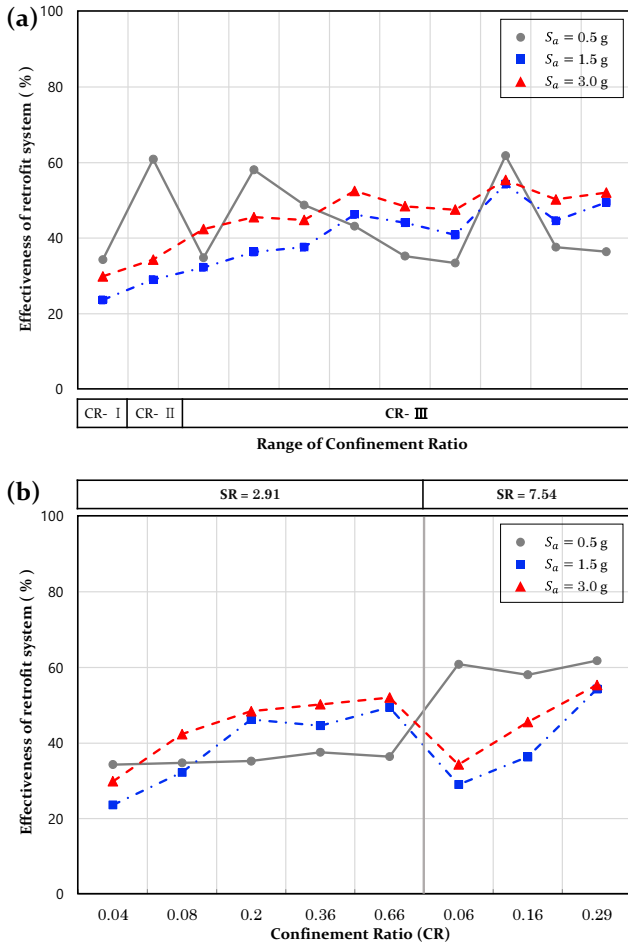 (a)
100
80
60
40
20
0
Effectiveness of retrofit system ( %)
Sₐ = 0.5 g
Sₐ = 1.5 g
Sₐ = 3.0 g
CR- Ⅰ CR- Ⅱ CR- Ⅲ
Range of Confinement Ratio
(b)
SR = 2.91 SR = 7.54
100
80
60
40
20
0
Effectiveness of retrofit system ( %)
Sₐ = 0.5 g
Sₐ = 1.5 g
Sₐ = 3.0 g
0.04 0.08 0.2 0.36 0.66 0.06 0.16 0.29
Confinement Ratio (CR)